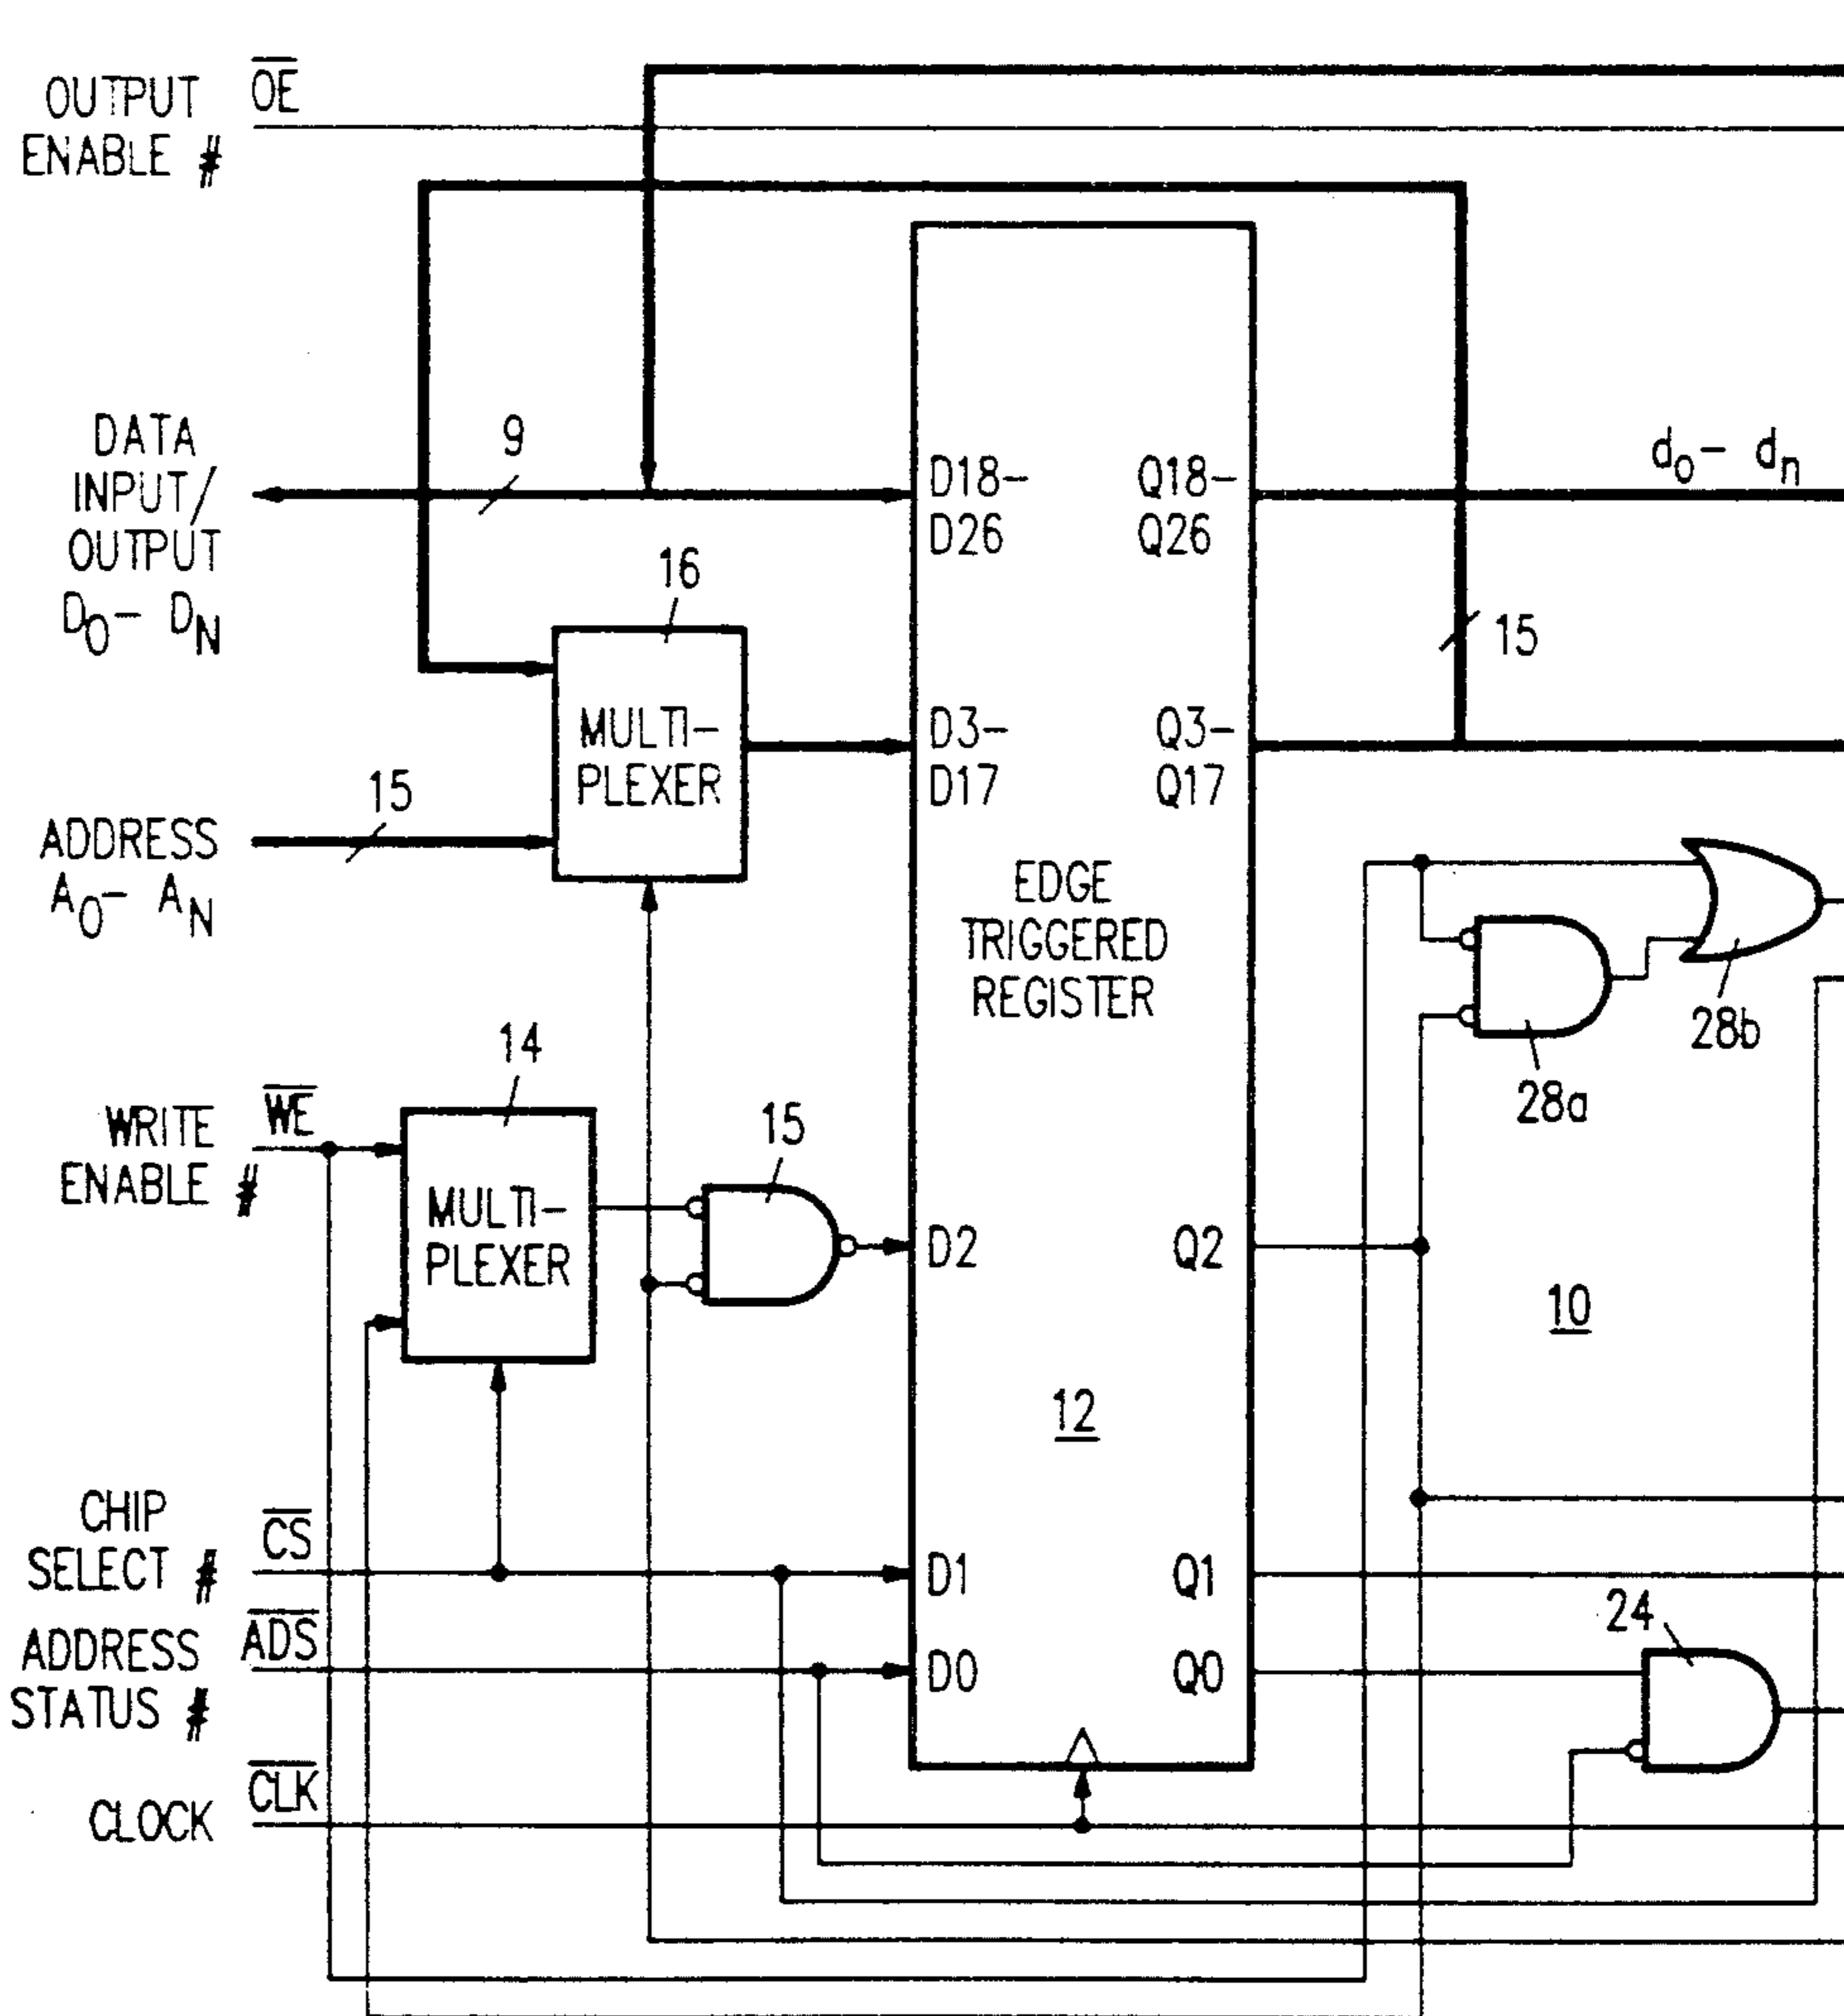 OUTPUT
ENABLE #
OE
DATA
INPUT/
OUTPUT
D0- DN
9
16
MULTI-
PLEXER
15
ADDRESS
A0- AN
D18-
D26
Q18-
Q26
d0- dn
15
D3-
D17
Q3-
Q17
EDGE
TRIGGERED
REGISTER
28b
28a
14
WRITE
ENABLE #
WE
MULTI-
PLEXER
15
D2
Q2
10
12
CHIP
SELECT #
CS
D1
Q1
ADDRESS
STATUS #
ADS
D0
Q0
24
CLOCK
CLK